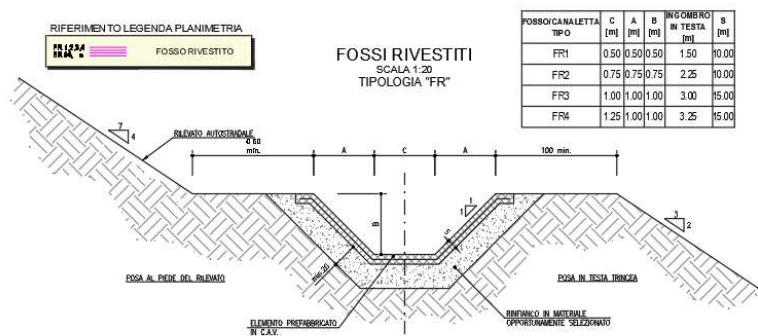 RIFERIMENTO LEGENDA PLANIMETRIA
FOSSO RIVESTITO
FOSSI RIVESTITI
SCALA 1:20
TIPOLOGIA "FR"
FOSSO/CANALETTA TIPO C [m] A [m] B [m] INGOMBRO IN TESTA [m] S [m]
FR1 0.50 0.50 0.50 1.50 10.00
FR2 0.75 0.75 0.75 2.25 10.00
FR3 1.00 1.00 1.00 3.00 15.00
FR4 1.25 1.00 1.00 3.25 15.00
7
4
RILEVATO AUTOSTRADALE
min.
A
C
A
100 min.
B
1
1
S
3
2
min.20
POSA AL PIEDE DEL RILEVATO
POSA IN TESTA TRINCEA
ELEMENTO PREFABBRICATO
IN C.A.V.
RINFIANCO IN MATERIALE
OPPORTUNAMENTE SELEZIONATO